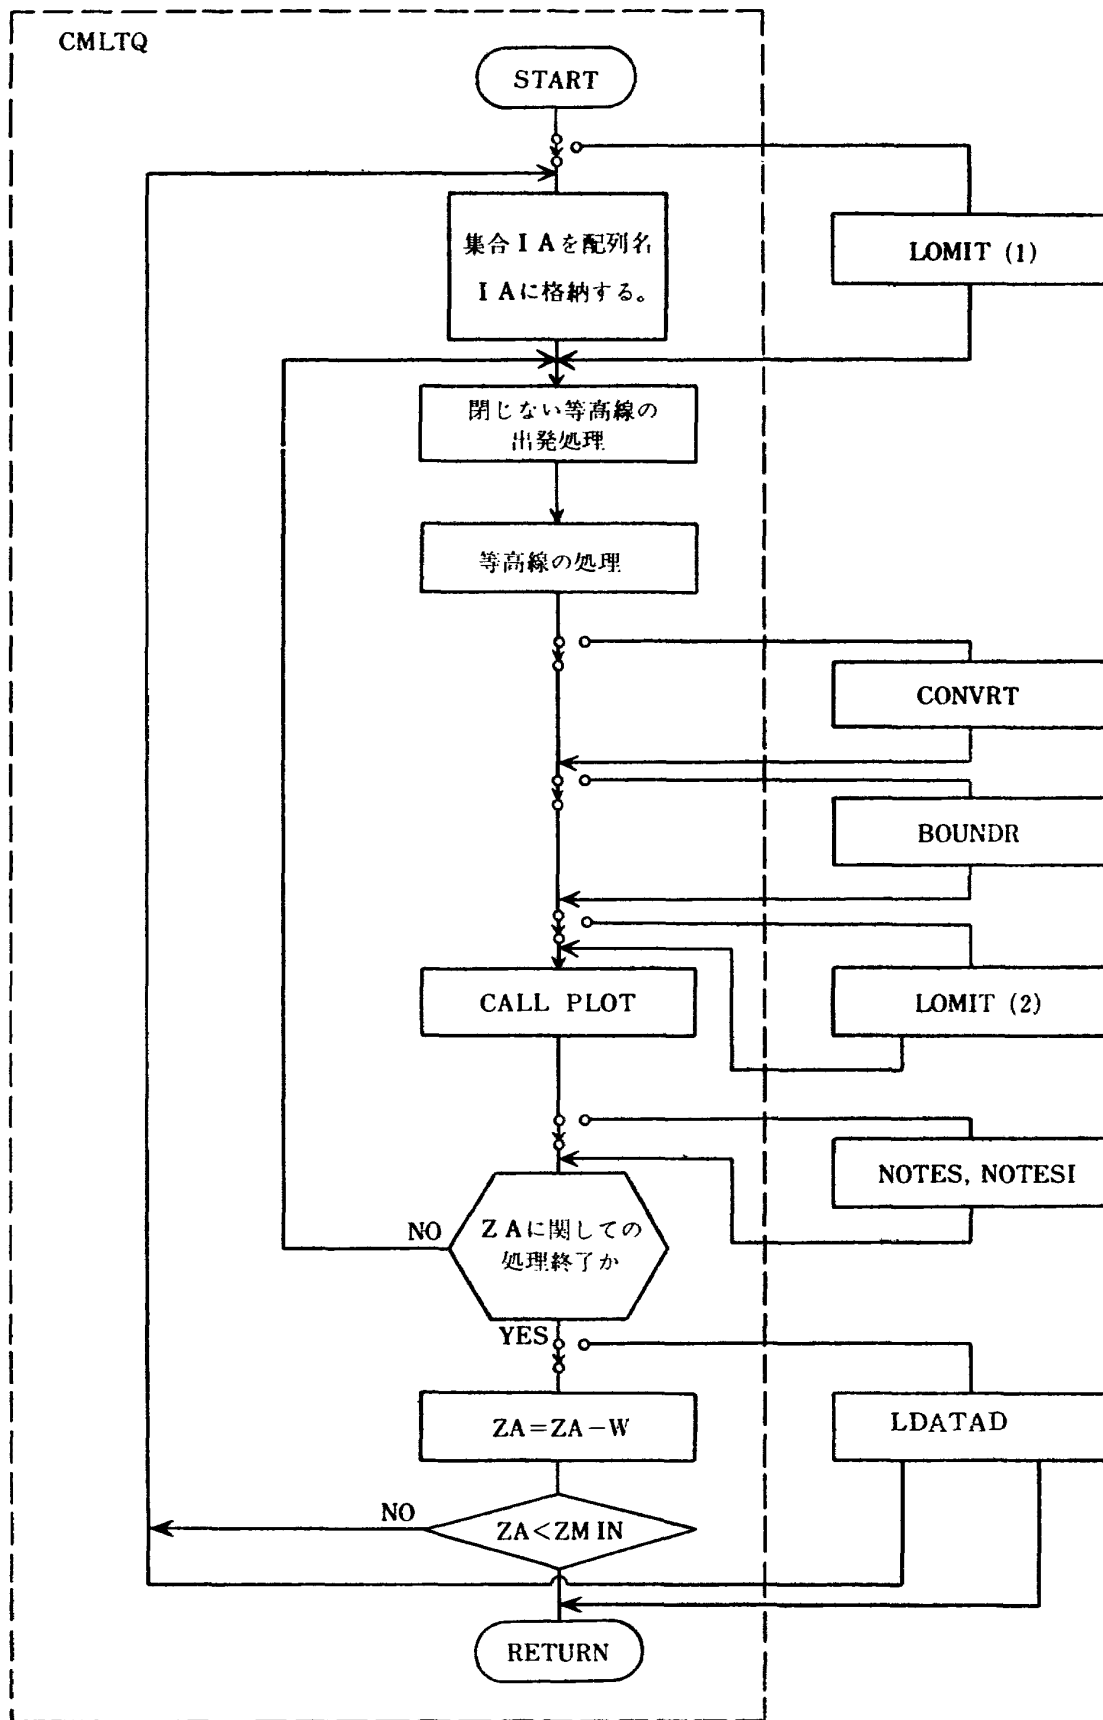 CMLTQ
START
集合IAを配列名
IAに格納する。
LOMIT (1)
閉じない等高線の
出発処理
等高線の処理
CONVRT
BOUNDR
CALL PLOT
LOMIT (2)
NOTES, NOTESI
NO
ZAに関しての
処理終了か
YES
ZA=ZA-W
LDATAD
NO
ZA<ZMIN
RETURN